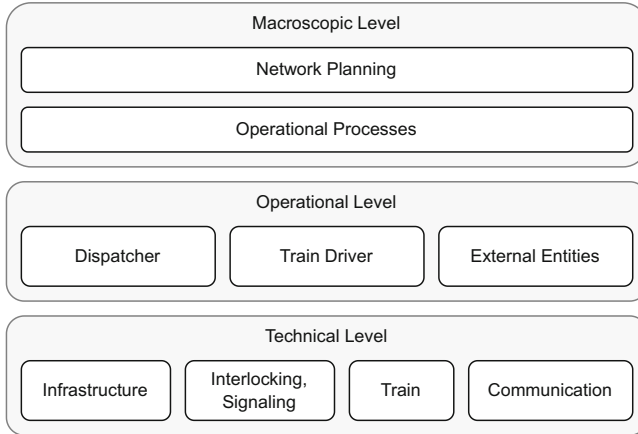 Macroscopic Level
Network Planning
Operational Processes
Operational Level
Dispatcher
Train Driver
External Entities
Technical Level
Infrastructure
Interlocking,
Signaling
Train
Communication